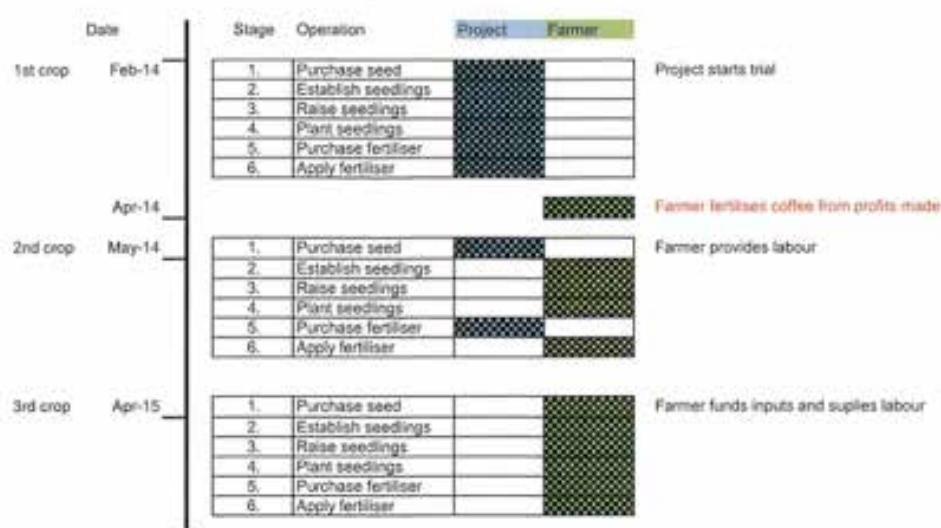 Date Stage Operation Project Farmer
1st crop Feb-14 1. Purchase seed Project starts trial
2. Establish seedlings
3. Raise seedlings
4. Plant seedlings
5. Purchase fertiliser
6. Apply fertiliser
Apr-14 Farmer fertilses coffee from profits made
2nd crop May-14 1. Purchase seed Farmer provides labour
2. Establish seedlings
3. Raise seedlings
4. Plant seedlings
5. Purchase fertiliser
6. Apply fertiliser
3rd crop Apr-15 1. Purchase seed Farmer funds inputs and suplies labour
2. Establish seedlings
3. Raise seedlings
4. Plant seedlings
5. Purchase fertiliser
6. Apply fertiliser